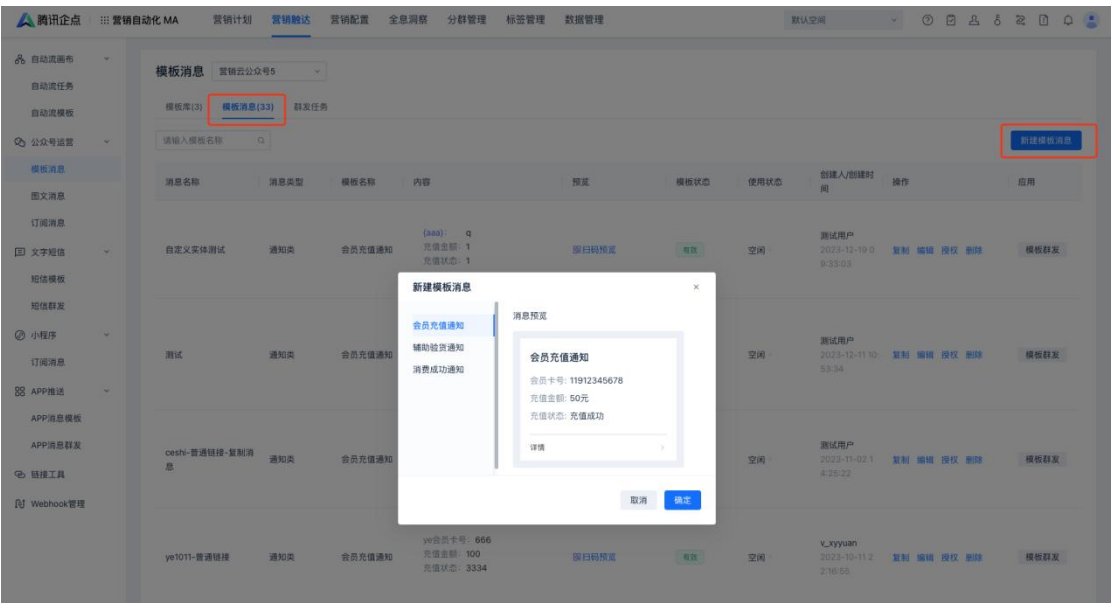 腾讯企点 营销自动化 MA 营销计划 营销触达 营销配置 全息洞察 分群管理 标签管理 数据管理 默认空间
自动流画布
自动流任务
自动流模板
公众号运营
模板消息
图文消息
订阅消息
文字短信
短信模板
短信群发
小程序
订阅消息
APP推送
APP消息模板
APP消息群发
链接工具
Webhook管理
模板消息 营销云公众号5
模板库(3) 模板消息(33) 群发任务
请输入模板名称 新建模板消息
消息名称 消息类型 模板名称 内容 预览 模板状态 使用状态 创建人/创建时间 操作 应用
自定义实体测试 通知类 会员充值通知
{aaa}: q
充值金额: 1
充值状态: 1
扫码预览 有效 空闲
测试用户
2023-12-19 0
9:33:03
复制 编辑 授权 删除 模板群发
测试 通知类 会员充值通知 空闲
测试用户
2023-12-11 10:
53:34
复制 编辑 授权 删除 模板群发
ceshi-普通链接-复制消
息
通知类 会员充值通知 空闲
测试用户
2023-11-02 1
4:25:22
复制 编辑 授权 删除 模板群发
ye1011-普通链接 通知类 会员充值通知
ye会员卡号: 666
充值金额: 100
充值状态: 3334
扫码预览 有效 空闲
v_xyyuan
2023-10-11 2
2:16:55
复制 编辑 授权 删除 模板群发
新建模板消息
会员充值通知
辅助验货通知
消费成功通知
消息预览
会员充值通知
会员卡号: 11912345678
充值金额: 50元
充值状态: 充值成功
详情
取消 确定